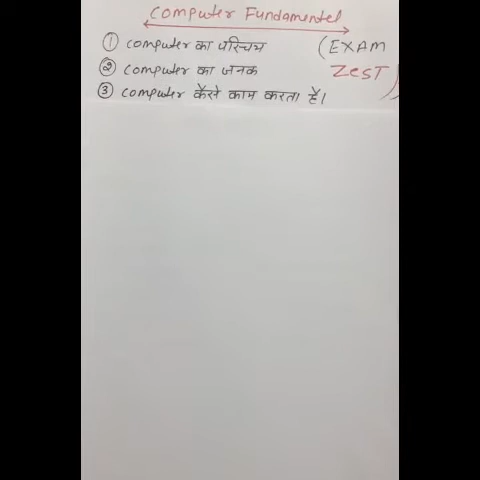 Computer Fundamentel
① Computer का परिचय (EXAM
② Computer का जनक ZEST)
③ Computer कैसे काम करता है।